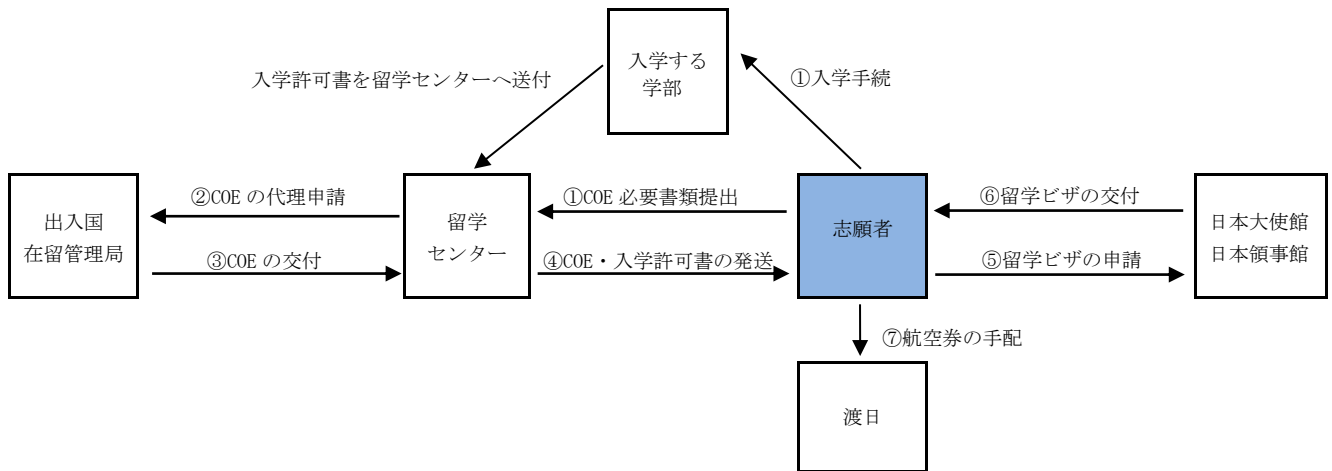 入学する
学部
入学許可書を留学センターへ送付
①入学手続
出入国
在留管理局
②COE の代理申請
③COE の交付
留学
センター
①COE 必要書類提出
④COE・入学許可書の発送
志願者
⑥留学ビザの交付
⑤留学ビザの申請
日本大使館
日本領事館
⑦航空券の手配
渡日